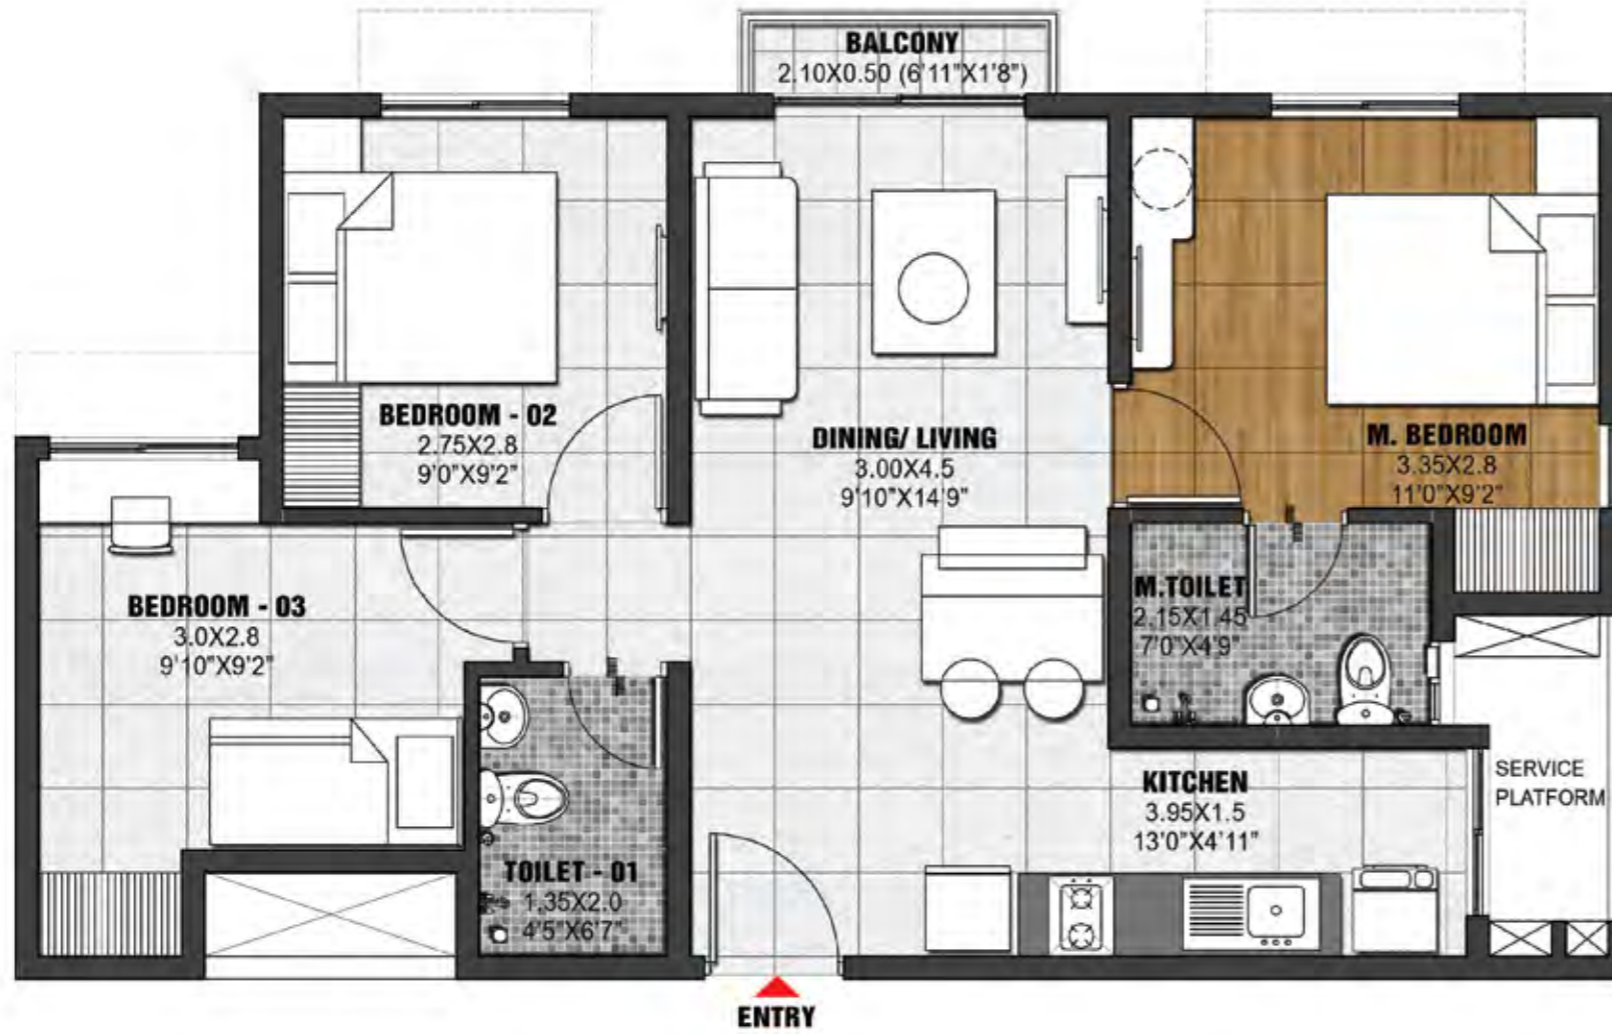 BALCONY
2.10X0.50 (6'11"X1'8")
BEDROOM - 02
2.75X2.8
9'0"X9'2"
DINING/ LIVING
3.00X4.5
9'10"X14'9"
M. BEDROOM
3.35X2.8
11'0"X9'2"
BEDROOM - 03
3.0X2.8
9'10"X9'2"
M.TOILET
2.15X1.45
7'0"X4'9"
KITCHEN
3.95X1.5
13'0"X4'11"
SERVICE
PLATFORM
TOILET - 01
1.35X2.0
4'5"X6'7"
ENTRY